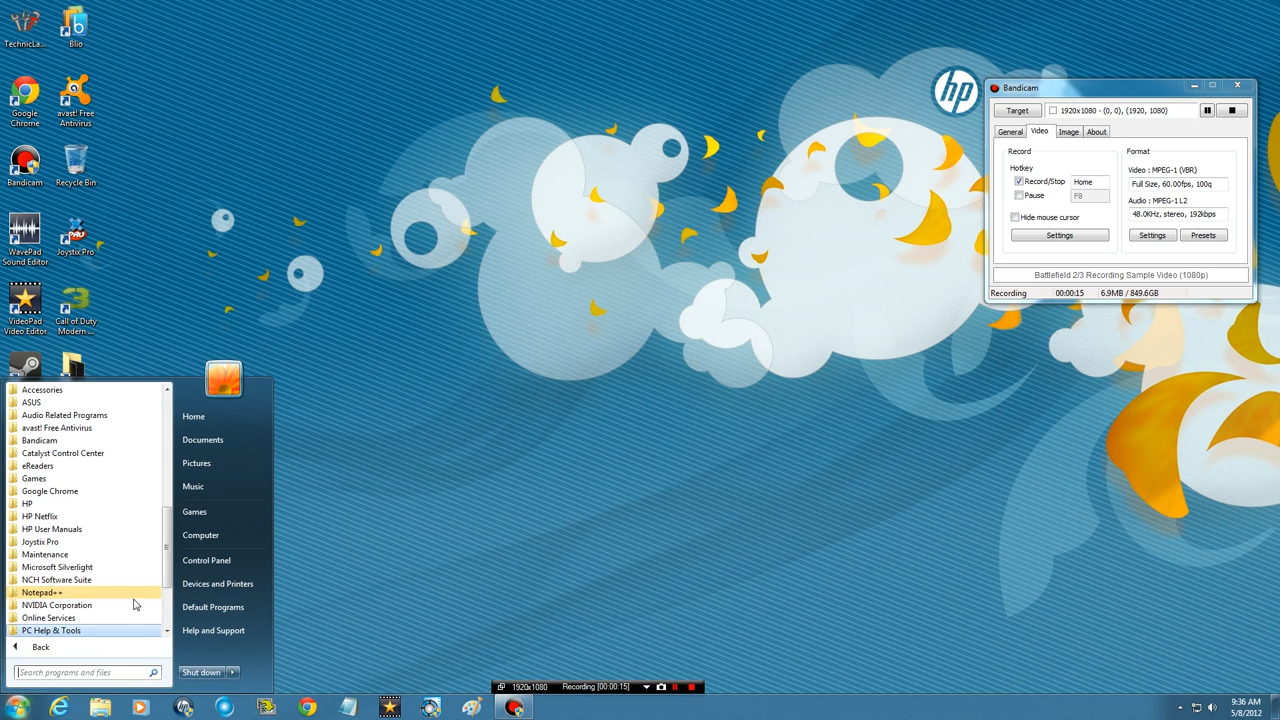 TechnicLa...
Blio
Google Chrome
avast! Free Antivirus
Bandicam
Recycle Bin
WavePad Sound Editor
Joystix Pro
VideoPad Video Editor
Call of Duty Modern ...
hp
Bandicam
Target
1920x1080 - (0, 0), (1920, 1080)
General
Video
Image
About
Record
Hotkey
Record/Stop
Home
Pause
F8
Hide mouse cursor
Settings
Format
Video : MPEG-1 (VBR)
Full Size, 60.00fps, 100q
Audio : MPEG-1 L2
48.0KHz, stereo, 192kbps
Settings
Presets
Battlefield 2/3 Recording Sample Video (1080p)
Recording
00:00:15
6.9MB / 849.6GB
Accessories
ASUS
Audio Related Programs
avast! Free Antivirus
Bandicam
Catalyst Control Center
eReaders
Games
Google Chrome
HP
HP Netflix
HP User Manuals
Joystix Pro
Maintenance
Microsoft Silverlight
NCH Software Suite
Notepad++
NVIDIA Corporation
Online Services
PC Help & Tools
Back
Search programs and files
Home
Documents
Pictures
Music
Games
Computer
Control Panel
Devices and Printers
Default Programs
Help and Support
Shut down
1920x1080
Recording [00:00:15]
9:36 AM
5/8/2012